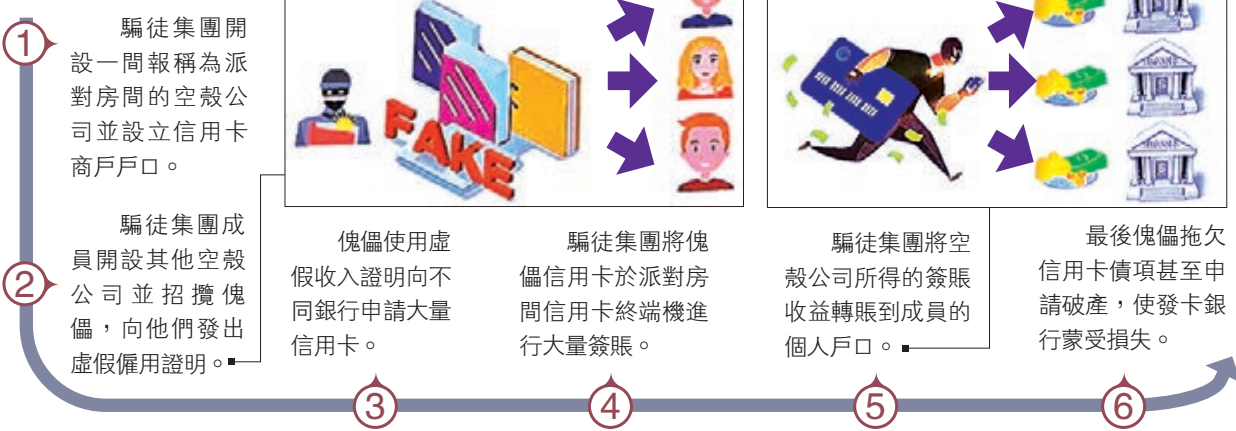 1
騙徒集團開
設一間報稱為派
對房間的空殼公
司並設立信用卡
商戶戶口。
2
騙徒集團成
員開設其他空殼
公司並招攬傀
儡，向他們發出
虛假僱用證明。
FAKE
傀儡使用虛
假收入證明向不
同銀行申請大量
信用卡。
3
騙徒集團將傀
儡信用卡於派對房
間信用卡終端機進
行大量簽賬。
4
騙徒集團將空
殼公司所得的簽賬
收益轉賬到成員的
個人戶口。
5
最後傀儡拖欠
信用卡債項甚至申
請破產，使發卡銀
行蒙受損失。
6